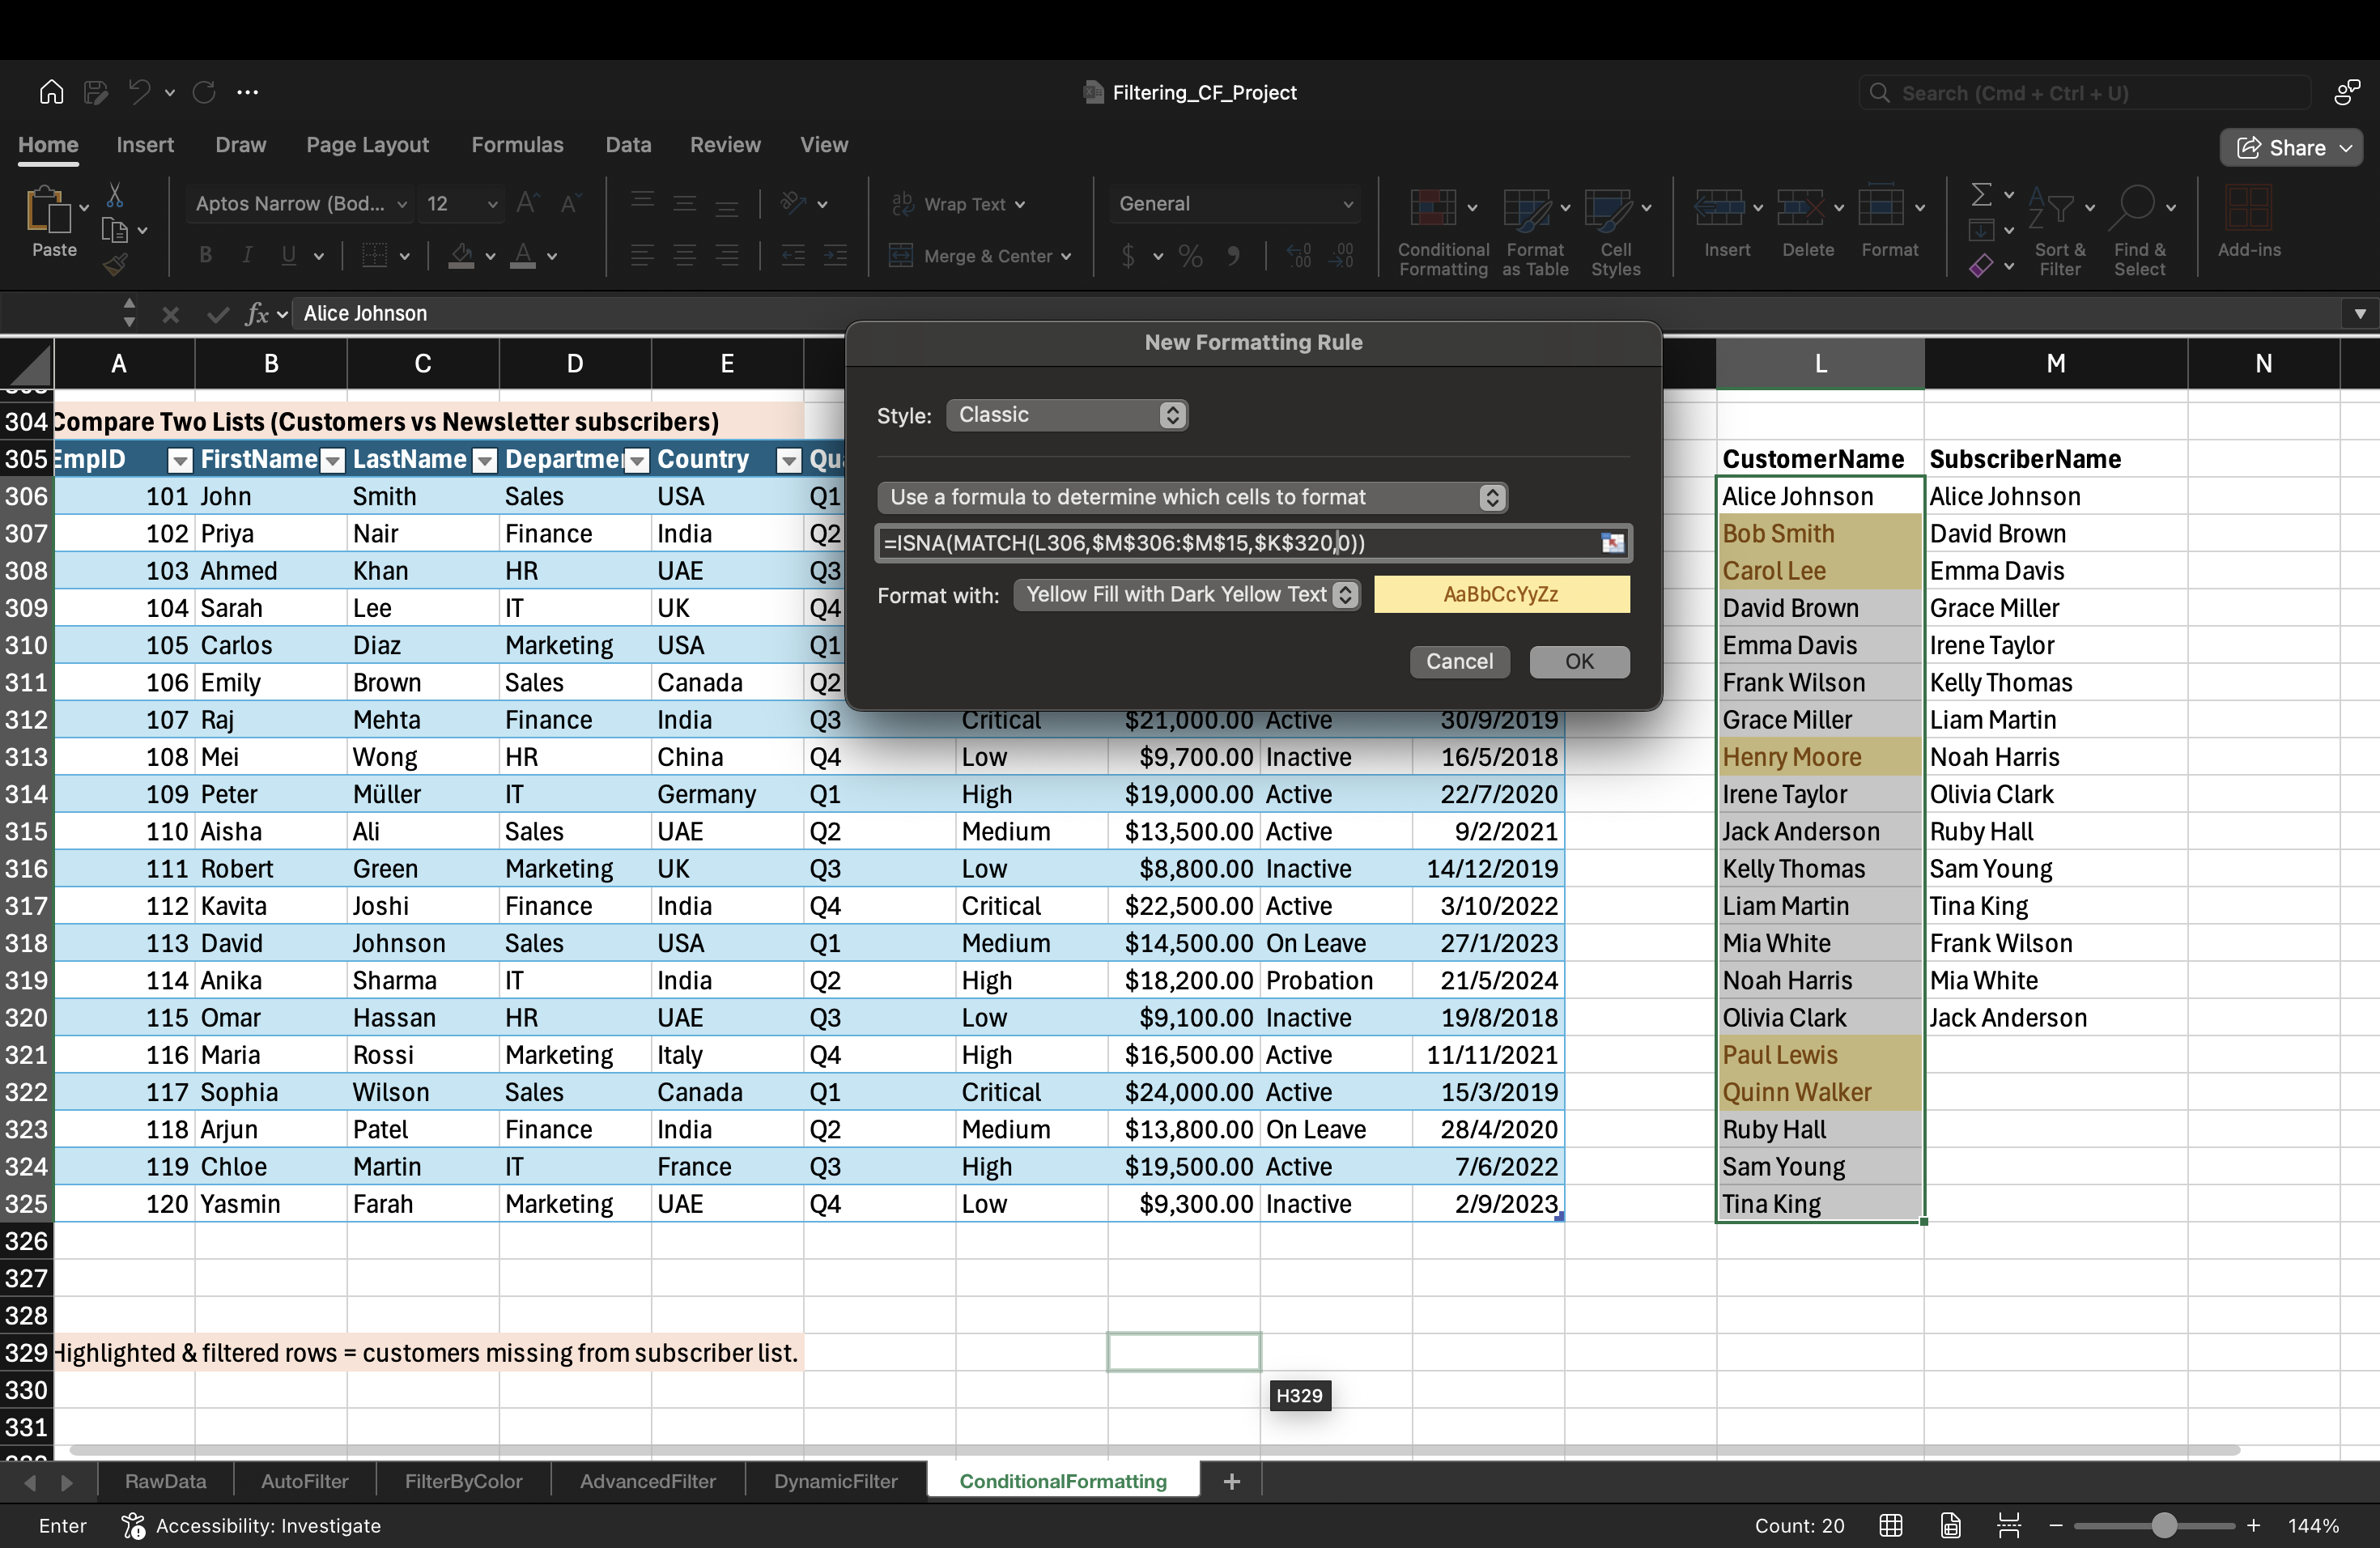 Filtering_CF_Project
Search (Cmd + Ctrl + U)
Home Insert Draw Page Layout Formulas Data Review View
Share
Paste
Aptos Narrow (Bod... 12
Wrap Text
General
B I U
Merge & Center
$ % 9
Conditional Formatting
Format as Table
Cell Styles
Insert
Delete
Format
Sort & Filter
Find & Select
Add-ins
fx Alice Johnson
A B C D E L M N
New Formatting Rule
Style: Classic
Use a formula to determine which cells to format
=ISNA(MATCH(L306,$M$306:$M$15,$K$320,0))
Format with: Yellow Fill with Dark Yellow Text AaBbCcYyZz
Cancel OK
304 Compare Two Lists (Customers vs Newsletter subscribers)
305 EmpID FirstName LastName Departmen Country Qua CustomerName SubscriberName
306 101 John Smith Sales USA Q1 Alice Johnson Alice Johnson
307 102 Priya Nair Finance India Q2 Bob Smith David Brown
308 103 Ahmed Khan HR UAE Q3 Carol Lee Emma Davis
309 104 Sarah Lee IT UK Q4 David Brown Grace Miller
310 105 Carlos Diaz Marketing USA Q1 Emma Davis Irene Taylor
311 106 Emily Brown Sales Canada Q2 Frank Wilson Kelly Thomas
312 107 Raj Mehta Finance India Q3 Critical $21,000.00 Active 30/9/2019 Grace Miller Liam Martin
313 108 Mei Wong HR China Q4 Low $9,700.00 Inactive 16/5/2018 Henry Moore Noah Harris
314 109 Peter Müller IT Germany Q1 High $19,000.00 Active 22/7/2020 Irene Taylor Olivia Clark
315 110 Aisha Ali Sales UAE Q2 Medium $13,500.00 Active 9/2/2021 Jack Anderson Ruby Hall
316 111 Robert Green Marketing UK Q3 Low $8,800.00 Inactive 14/12/2019 Kelly Thomas Sam Young
317 112 Kavita Joshi Finance India Q4 Critical $22,500.00 Active 3/10/2022 Liam Martin Tina King
318 113 David Johnson Sales USA Q1 Medium $14,500.00 On Leave 27/1/2023 Mia White Frank Wilson
319 114 Anika Sharma IT India Q2 High $18,200.00 Probation 21/5/2024 Noah Harris Mia White
320 115 Omar Hassan HR UAE Q3 Low $9,100.00 Inactive 19/8/2018 Olivia Clark Jack Anderson
321 116 Maria Rossi Marketing Italy Q4 High $16,500.00 Active 11/11/2021 Paul Lewis
322 117 Sophia Wilson Sales Canada Q1 Critical $24,000.00 Active 15/3/2019 Quinn Walker
323 118 Arjun Patel Finance India Q2 Medium $13,800.00 On Leave 28/4/2020 Ruby Hall
324 119 Chloe Martin IT France Q3 High $19,500.00 Active 7/6/2022 Sam Young
325 120 Yasmin Farah Marketing UAE Q4 Low $9,300.00 Inactive 2/9/2023 Tina King
326
327
328
329 Highlighted & filtered rows = customers missing from subscriber list.
330
H329
331
RawData AutoFilter FilterByColor AdvancedFilter DynamicFilter ConditionalFormatting +
Enter Accessibility: Investigate Count: 20 144%